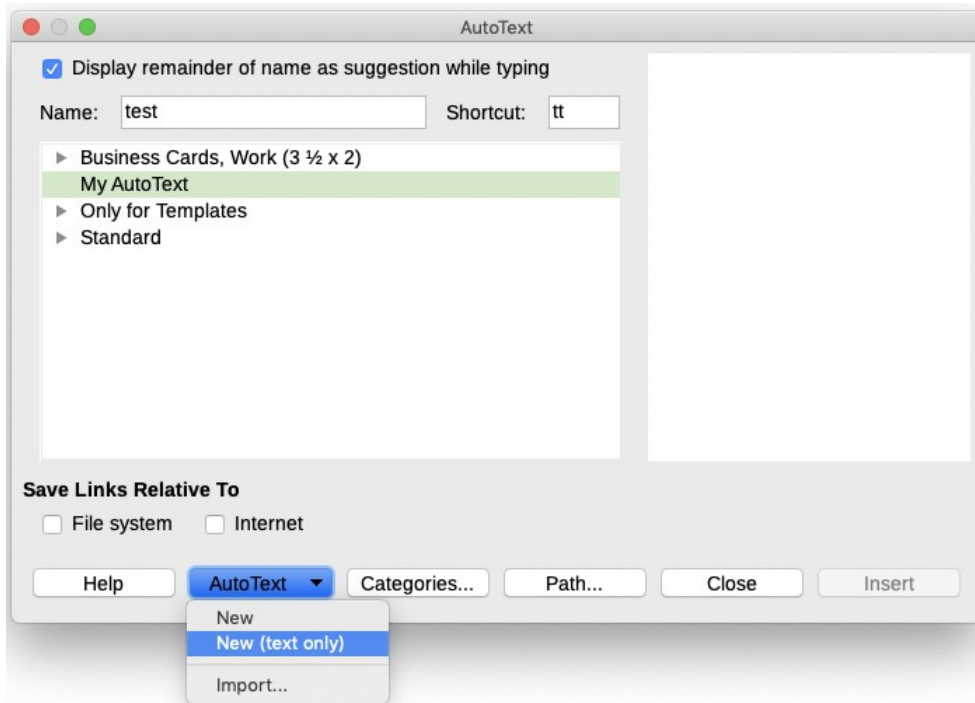 AutoText
Display remainder of name as suggestion while typing
Name: test Shortcut: tt
Business Cards, Work (3 ½ x 2)
My AutoText
Only for Templates
Standard
Save Links Relative To
File system Internet
Help AutoText Categories... Path... Close Insert
New
New (text only)
Import...